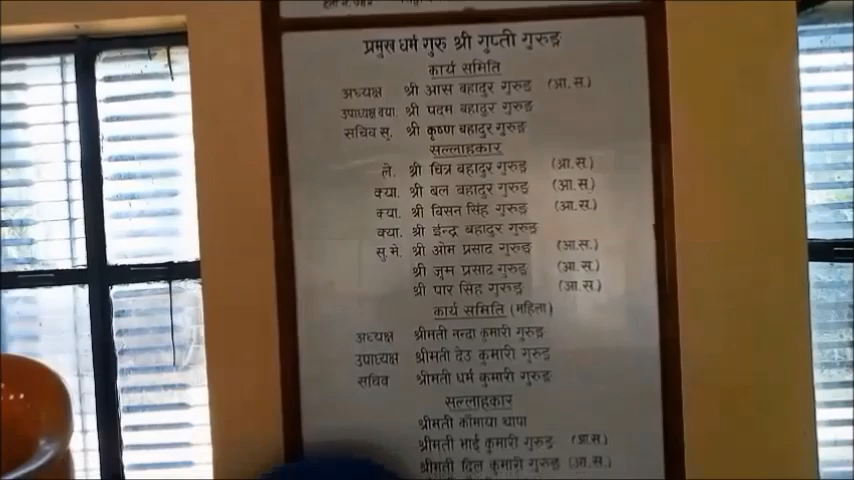 प्रमुख धर्म गुरु श्री गुप्ती गुरुङ्ग
कार्य समिति
अध्यक्ष श्री आस बहादुर गुरुङ्ग (आ.स.)
उपाध्यक्ष क्या. श्री पदम बहादुर गुरुङ्ग
सचिव सु. श्री कृष्ण बहादुर गुरुङ्ग
सल्लाहकार
ले. श्री चित्र बहादुर गुरुङ्ग (आ.स.)
क्या. श्री बल बहादुर गुरुङ्ग (आ.स.)
क्या. श्री बिसन सिंह गुरुङ्ग (आ.स.)
क्या. श्री ईन्द्र बहादुर गुरुङ्ग
सु.मे. श्री ओम प्रसाद गुरुङ्ग (आ.स.)
श्री जुम प्रसाद गुरुङ्ग (आ.स.)
श्री पार सिंह गुरुङ्ग (आ.स.)
कार्य समिति (महिला)
अध्यक्ष श्रीमती नन्दा कुमारी गुरुङ्ग
उपाध्यक्ष श्रीमती देउ कुमारी गुरुङ्ग
सचिव श्रीमती धर्म कुमारी गुरुङ्ग
सल्लाहकार
श्रीमती काँमाया थापा
श्रीमती भाई कुमारी गुरुङ्ग (आ.स.)
श्रीमती दिल कुमारी गुरुङ्ग (आ.स.)